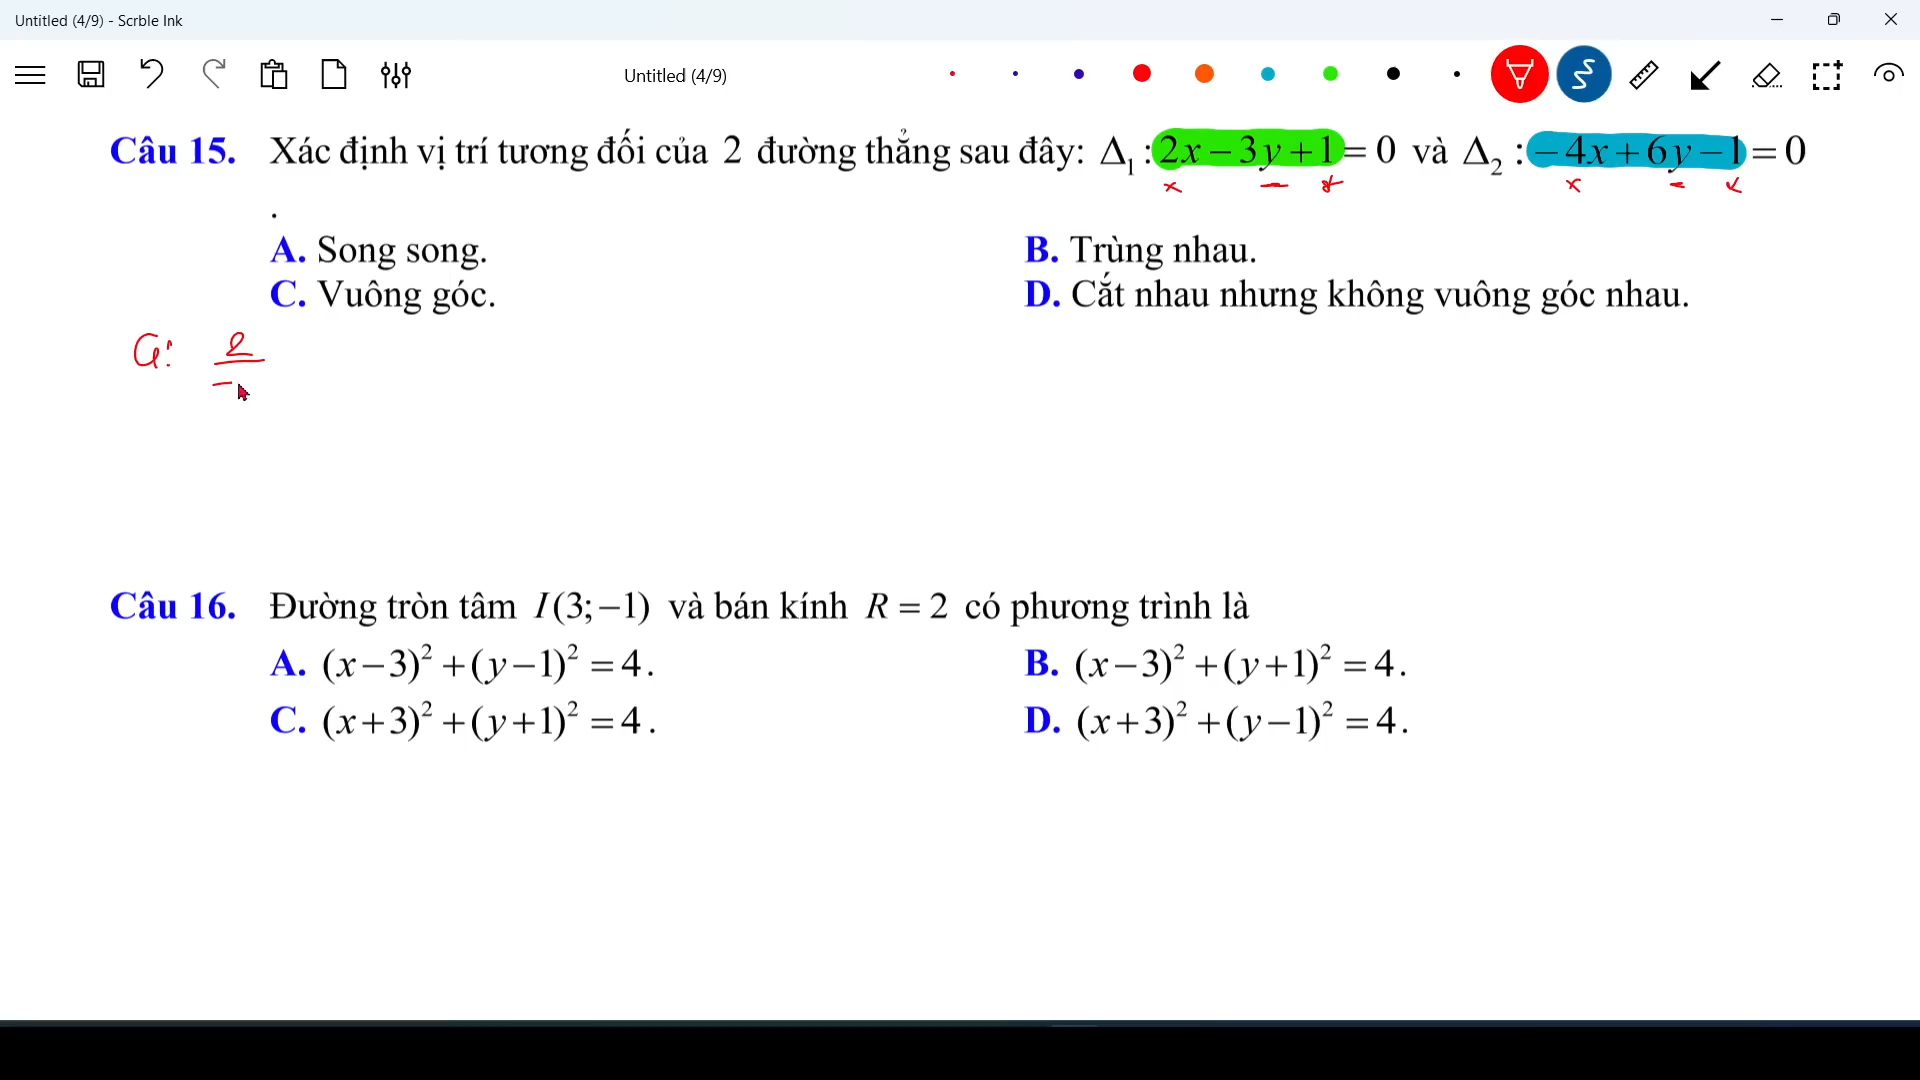 Untitled (4/9) - Scrble Ink
Untitled (4/9)
Câu 15. Xác định vị trí tương đối của 2 đường thẳng sau đây: Δ₁ : 2x − 3y + 1 = 0 và Δ₂ : −4x + 6y − 1 = 0
.
A. Song song. B. Trùng nhau.
C. Vuông góc. D. Cắt nhau nhưng không vuông góc nhau.
G: 2/−
Câu 16. Đường tròn tâm I(3;−1) và bán kính R = 2 có phương trình là
A. (x−3)² + (y−1)² = 4. B. (x−3)² + (y+1)² = 4.
C. (x+3)² + (y+1)² = 4. D. (x+3)² + (y−1)² = 4.